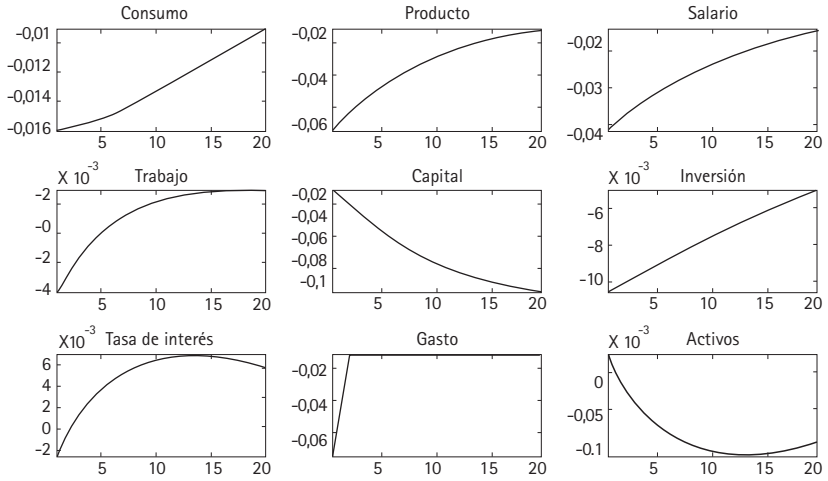 Consumo
-0,01
-0,012
-0,014
-0,016
5 10 15 20
Producto
-0,02
-0,04
-0,06
5 10 15 20
Salario
-0,02
-0,03
-0,04
5 10 15 20
X 10⁻³ Trabajo
-2
-0
-2
-4
5 10 15 20
Capital
-0,02
-0,04
-0,06
-0,08
-0,1
5 10 15 20
X 10⁻³ Inversión
-6
-8
-10
5 10 15 20
X10⁻³ Tasa de interés
6
4
2
0
-2
5 10 15 20
Gasto
-0,02
-0,04
-0,06
5 10 15 20
X 10⁻³ Activos
0
-0,05
-0.1
5 10 15 20